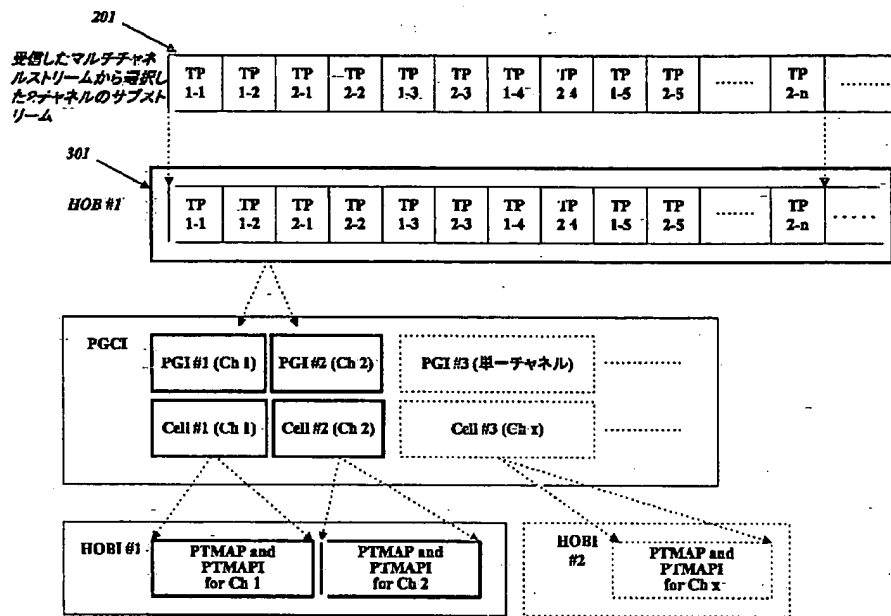 201
受信したマルチチャネ
ルストリームから選択し
た2チャネルのサブスト
リーム
TP 1-1 TP 1-2 TP 2-1 TP 2-2 TP 1-3 TP 2-3 TP 1-4 TP 2 4 TP 1-5 TP 2-5 ........ TP 2-n ........
301
HOB #1
TP 1-1 TP 1-2 TP 2-1 TP 2-2 TP 1-3 TP 2-3 TP 1-4 TP 2 4 TP 1-5 TP 2-5 ........ TP 2-n .....
PGCI
PGI #1 (Ch 1) PGI #2 (Ch 2) PGI #3 (単一チャネル) ............
Cell #1 (Ch 1) Cell #2 (Ch 2) Cell #3 (Ch x) ............
HOBI #1
PTMAP and
PTMAPI
for Ch 1
PTMAP and
PTMAPI
for Ch 2
HOBI
#2
PTMAP and
PTMAPI
for Ch x